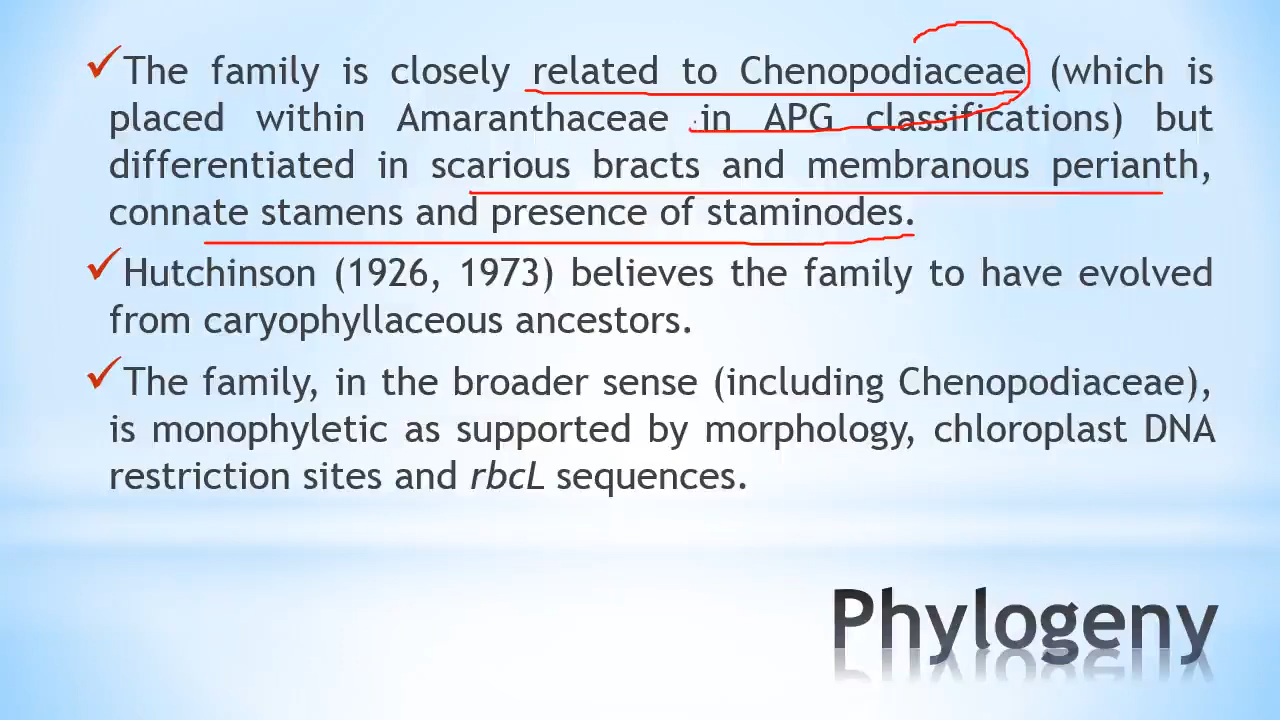 ✓The family is closely related to Chenopodiaceae (which is
placed within Amaranthaceae in APG classifications) but
differentiated in scarious bracts and membranous perianth,
connate stamens and presence of staminodes.
✓Hutchinson (1926, 1973) believes the family to have evolved
from caryophyllaceous ancestors.
✓The family, in the broader sense (including Chenopodiaceae),
is monophyletic as supported by morphology, chloroplast DNA
restriction sites and rbcL sequences.
Phylogeny